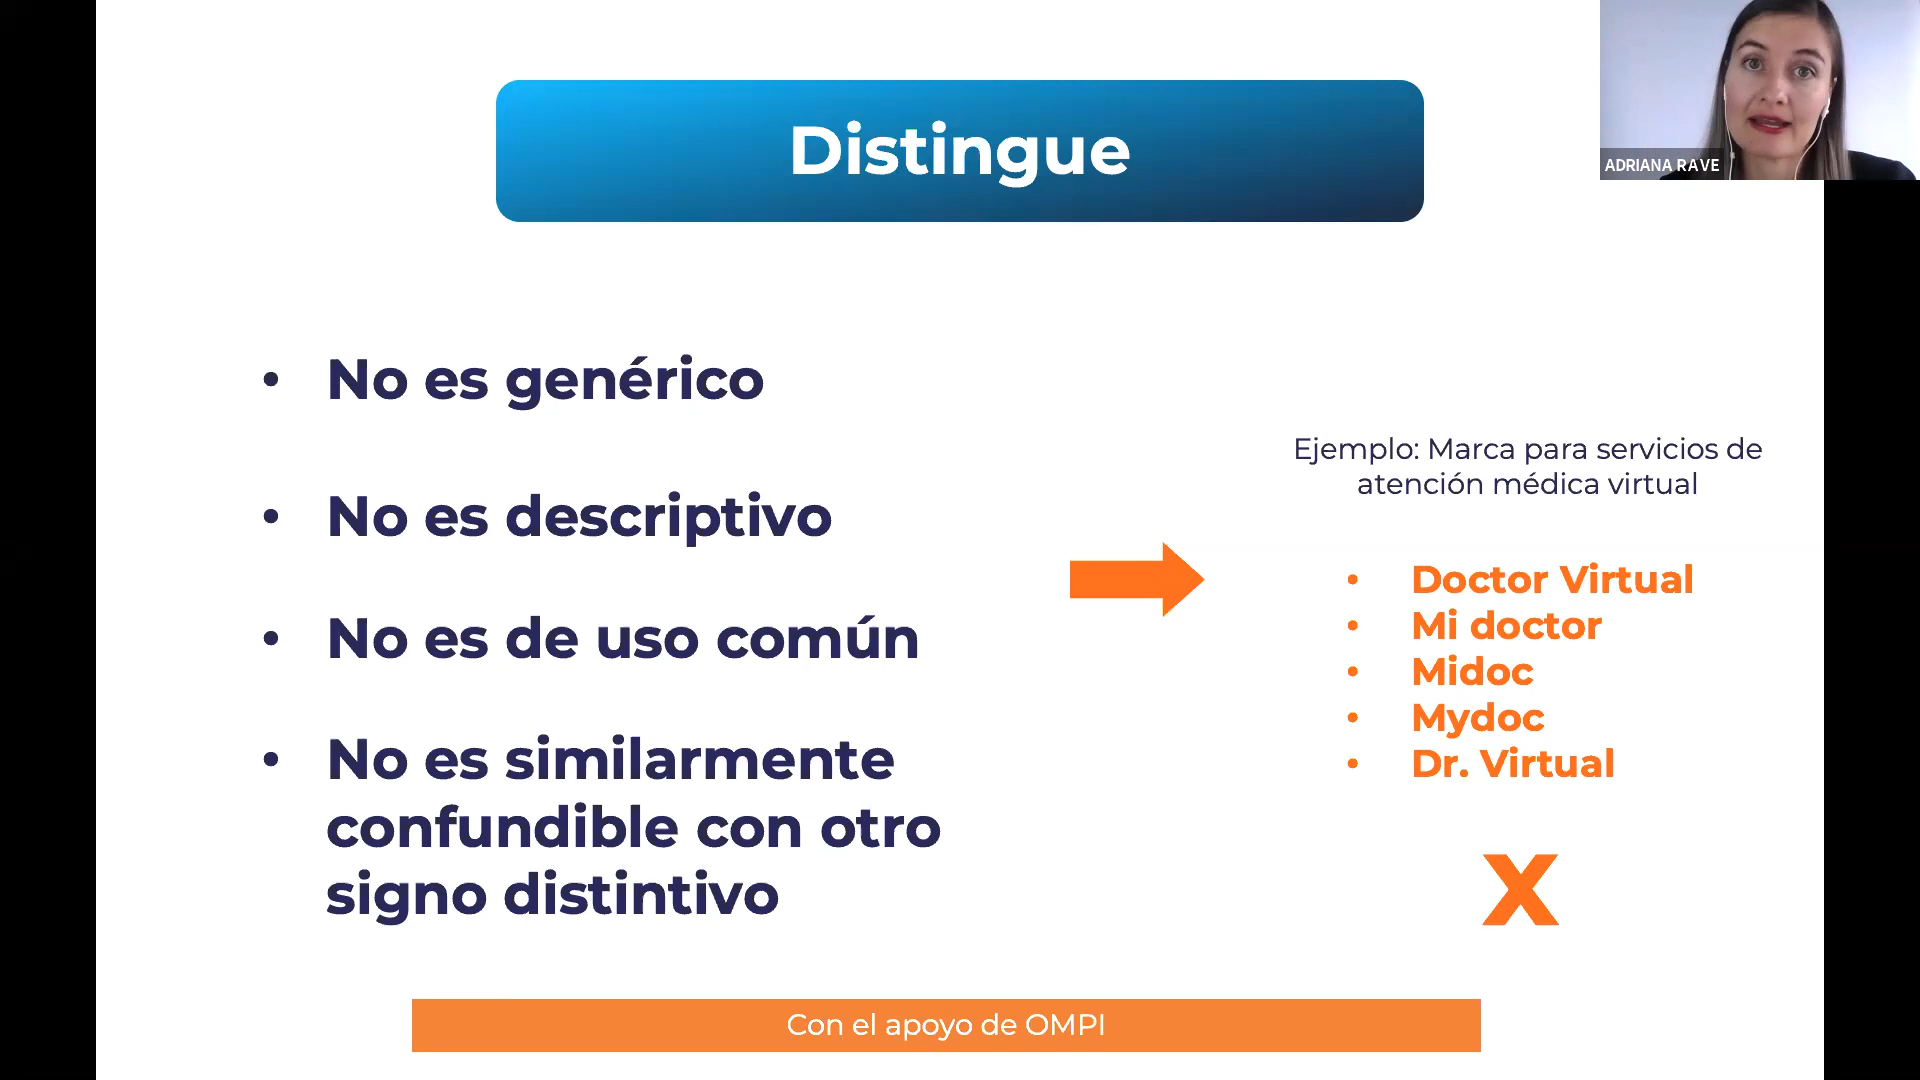 Distingue
ADRIANA RAVE
• No es genérico
• No es descriptivo
• No es de uso común
• No es similarmente
confundible con otro
signo distintivo
Ejemplo: Marca para servicios de
atención médica virtual
• Doctor Virtual
• Mi doctor
• Midoc
• Mydoc
• Dr. Virtual
X
Con el apoyo de OMPI